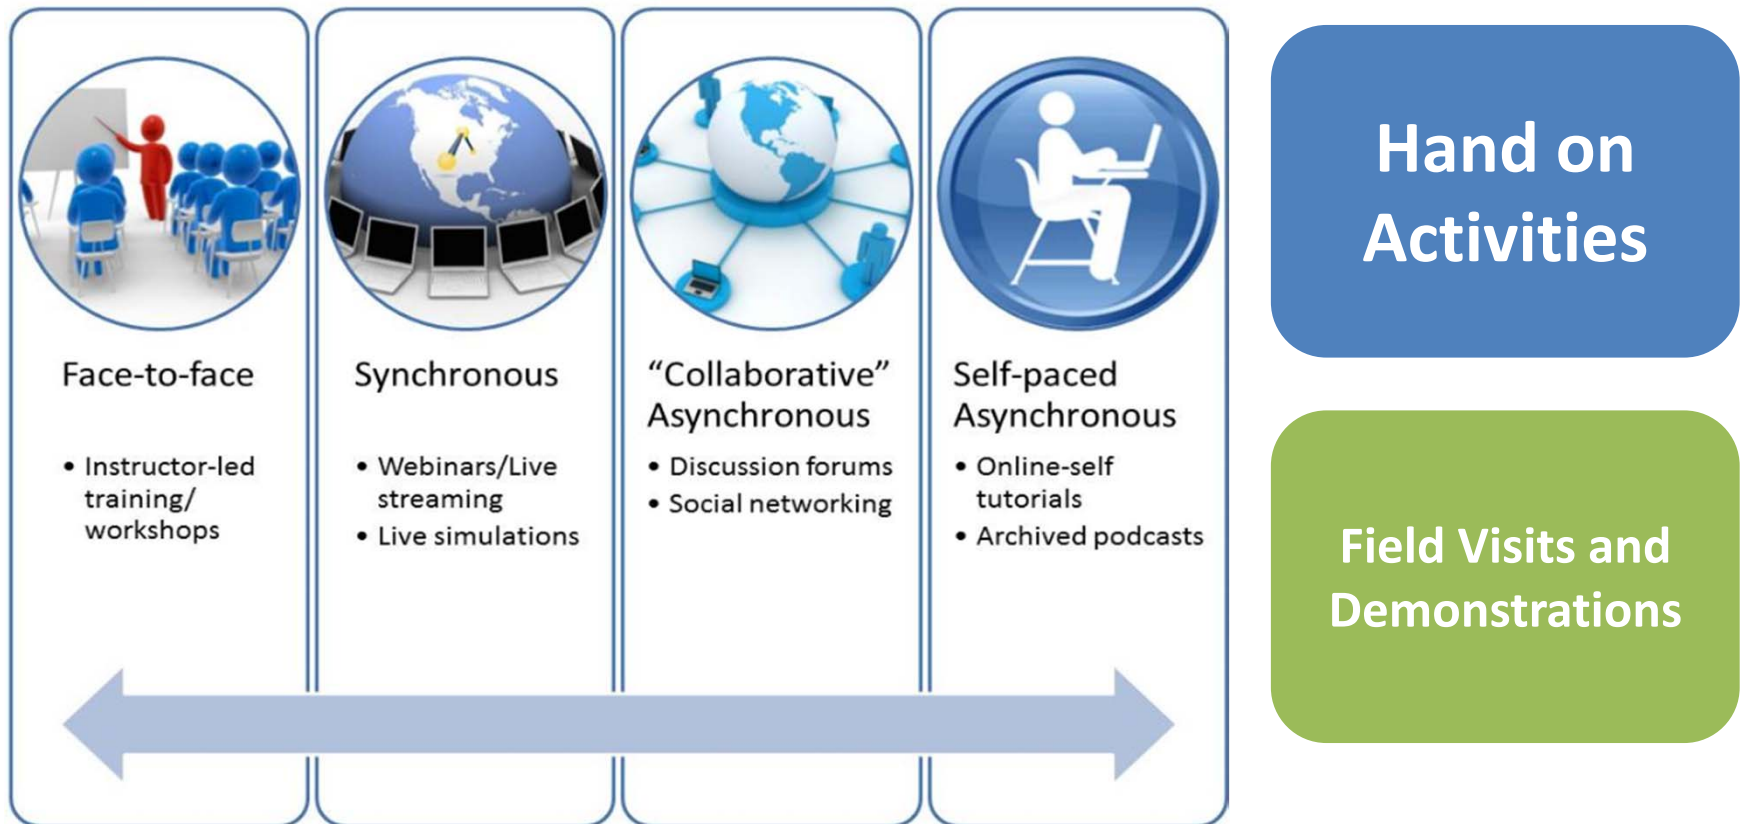 Face-to-face
• Instructor-led
training/
workshops
Synchronous
• Webinars/Live
streaming
• Live simulations
“Collaborative”
Asynchronous
• Discussion forums
• Social networking
Self-paced
Asynchronous
• Online-self
tutorials
• Archived podcasts
Hand on
Activities
Field Visits and
Demonstrations